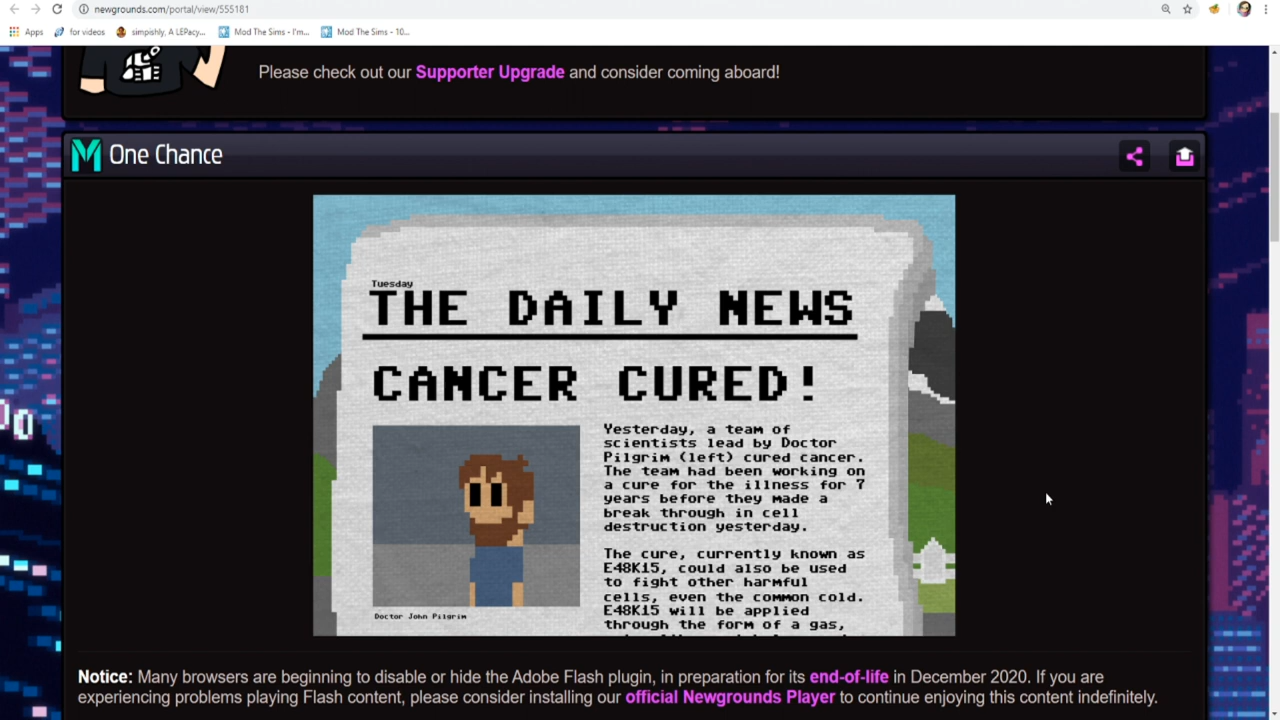 newgrounds.com/portal/view/555181
Apps for videos simpishly, A LEPacy... Mod The Sims - I'm... Mod The Sims - 10...
Please check out our Supporter Upgrade and consider coming aboard!
M One Chance
Tuesday
THE DAILY NEWS
CANCER CURED!
Yesterday, a team of
scientists lead by Doctor
Pilgrim (left) cured cancer.
The team had been working on
a cure for the illness for 7
years before they made a
break through in cell
destruction yesterday.
The cure, currently known as
E48K15, could also be used
to fight other harmful
cells, even the common cold.
E48K15 will be applied
through the form of a gas,
Doctor John Pilgrim
Notice: Many browsers are beginning to disable or hide the Adobe Flash plugin, in preparation for its end-of-life in December 2020. If you are
experiencing problems playing Flash content, please consider installing our official Newgrounds Player to continue enjoying this content indefinitely.